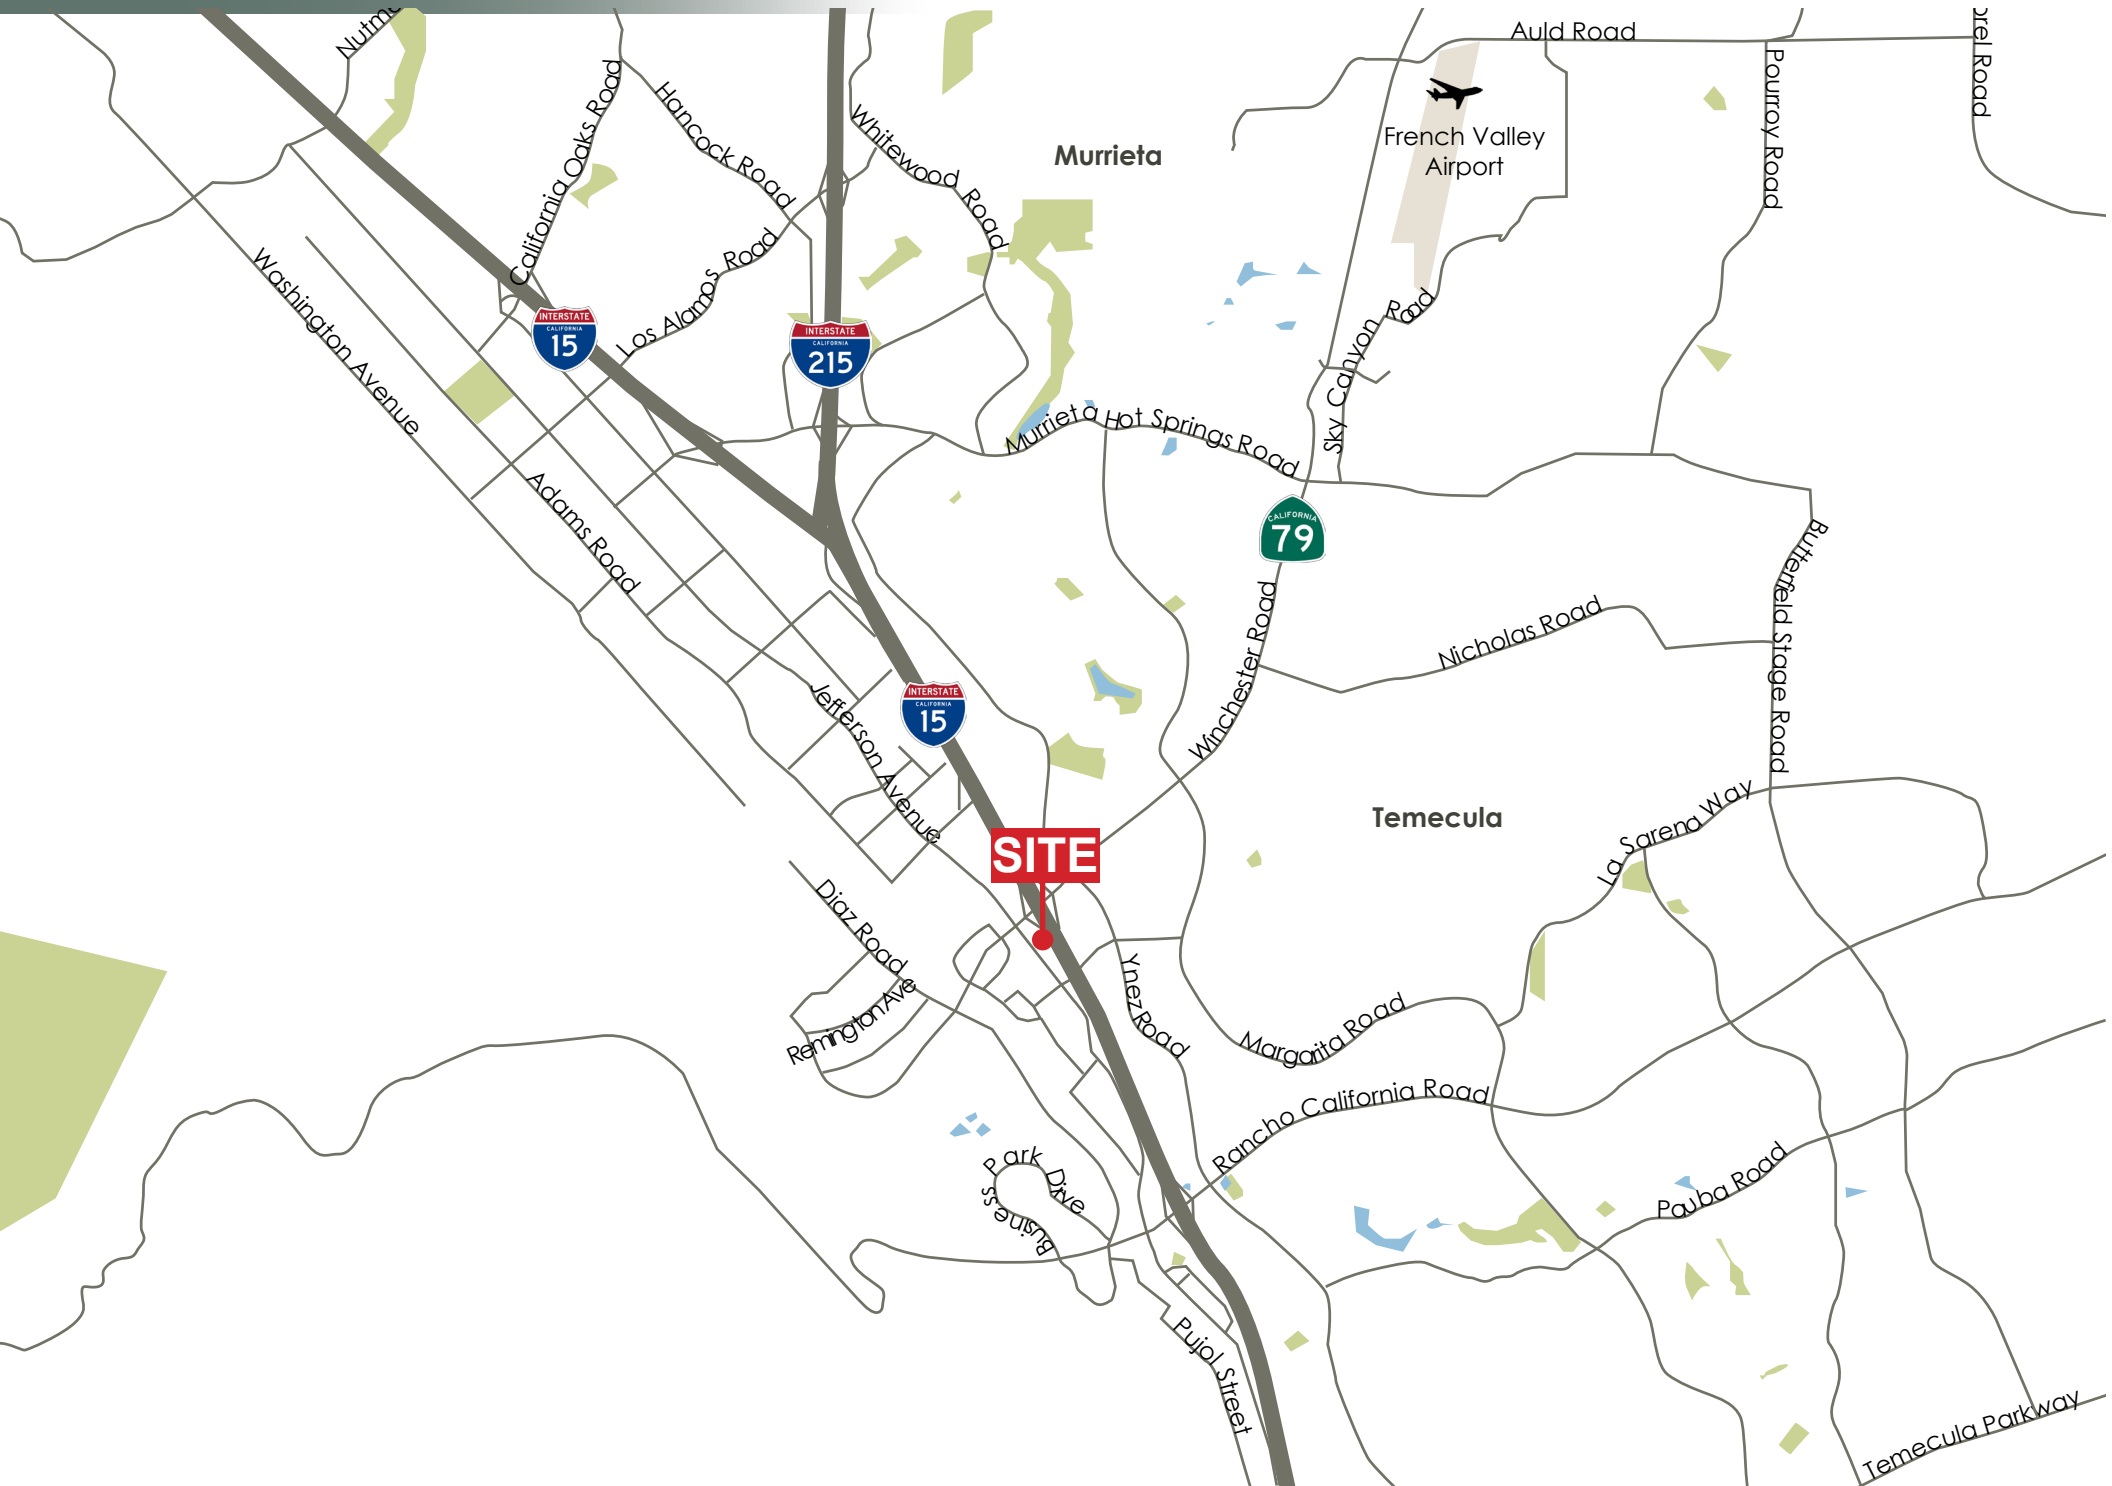 Nutm
California Oaks Road
Hancock Road
Whitewood Road
Murrieta
Auld Road
French Valley
Airport
Pourroy Road
orel Road
Washington Avenue
Los Alamos Road
INTERSTATE
CALIFORNIA
15
INTERSTATE
CALIFORNIA
215
Sky Canyon Road
Murrieta Hot Springs Road
CALIFORNIA
79
Adams Road
Butterfield Stage Road
Winchester Road
Nicholas Road
INTERSTATE
CALIFORNIA
15
Jefferson Avenue
SITE
Temecula
La Sarena Way
Diaz Road
Remington Ave
Ynez Road
Margarita Road
Rancho California Road
Business Park Drive
Pauba Road
Pujol Street
Temecula Parkway